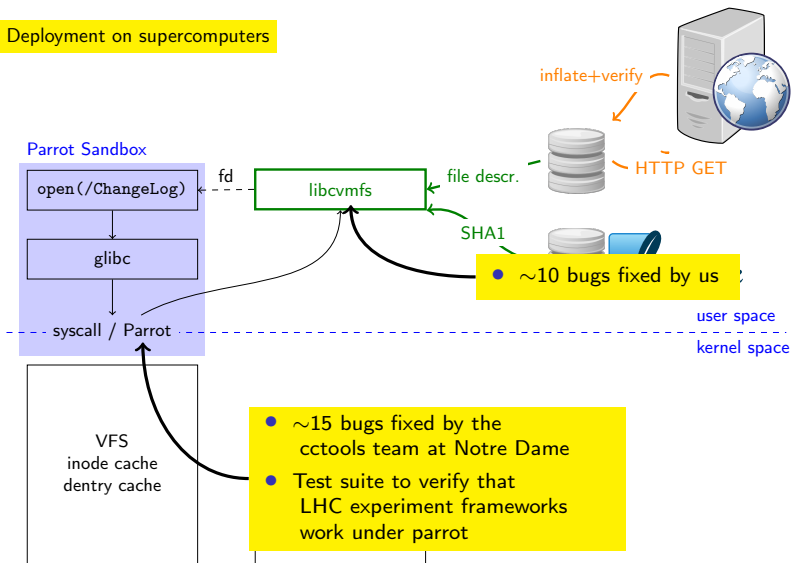 Deployment on supercomputers
inflate+verify
Parrot Sandbox
HTTP GET
open(/ChangeLog)
fd
libcvmfs
file descr.
SHA1
glibc
• ∼10 bugs fixed by us
user space
syscall / Parrot
kernel space
• ∼15 bugs fixed by the
cctools team at Notre Dame
• Test suite to verify that
LHC experiment frameworks
work under parrot
VFS
inode cache
dentry cache